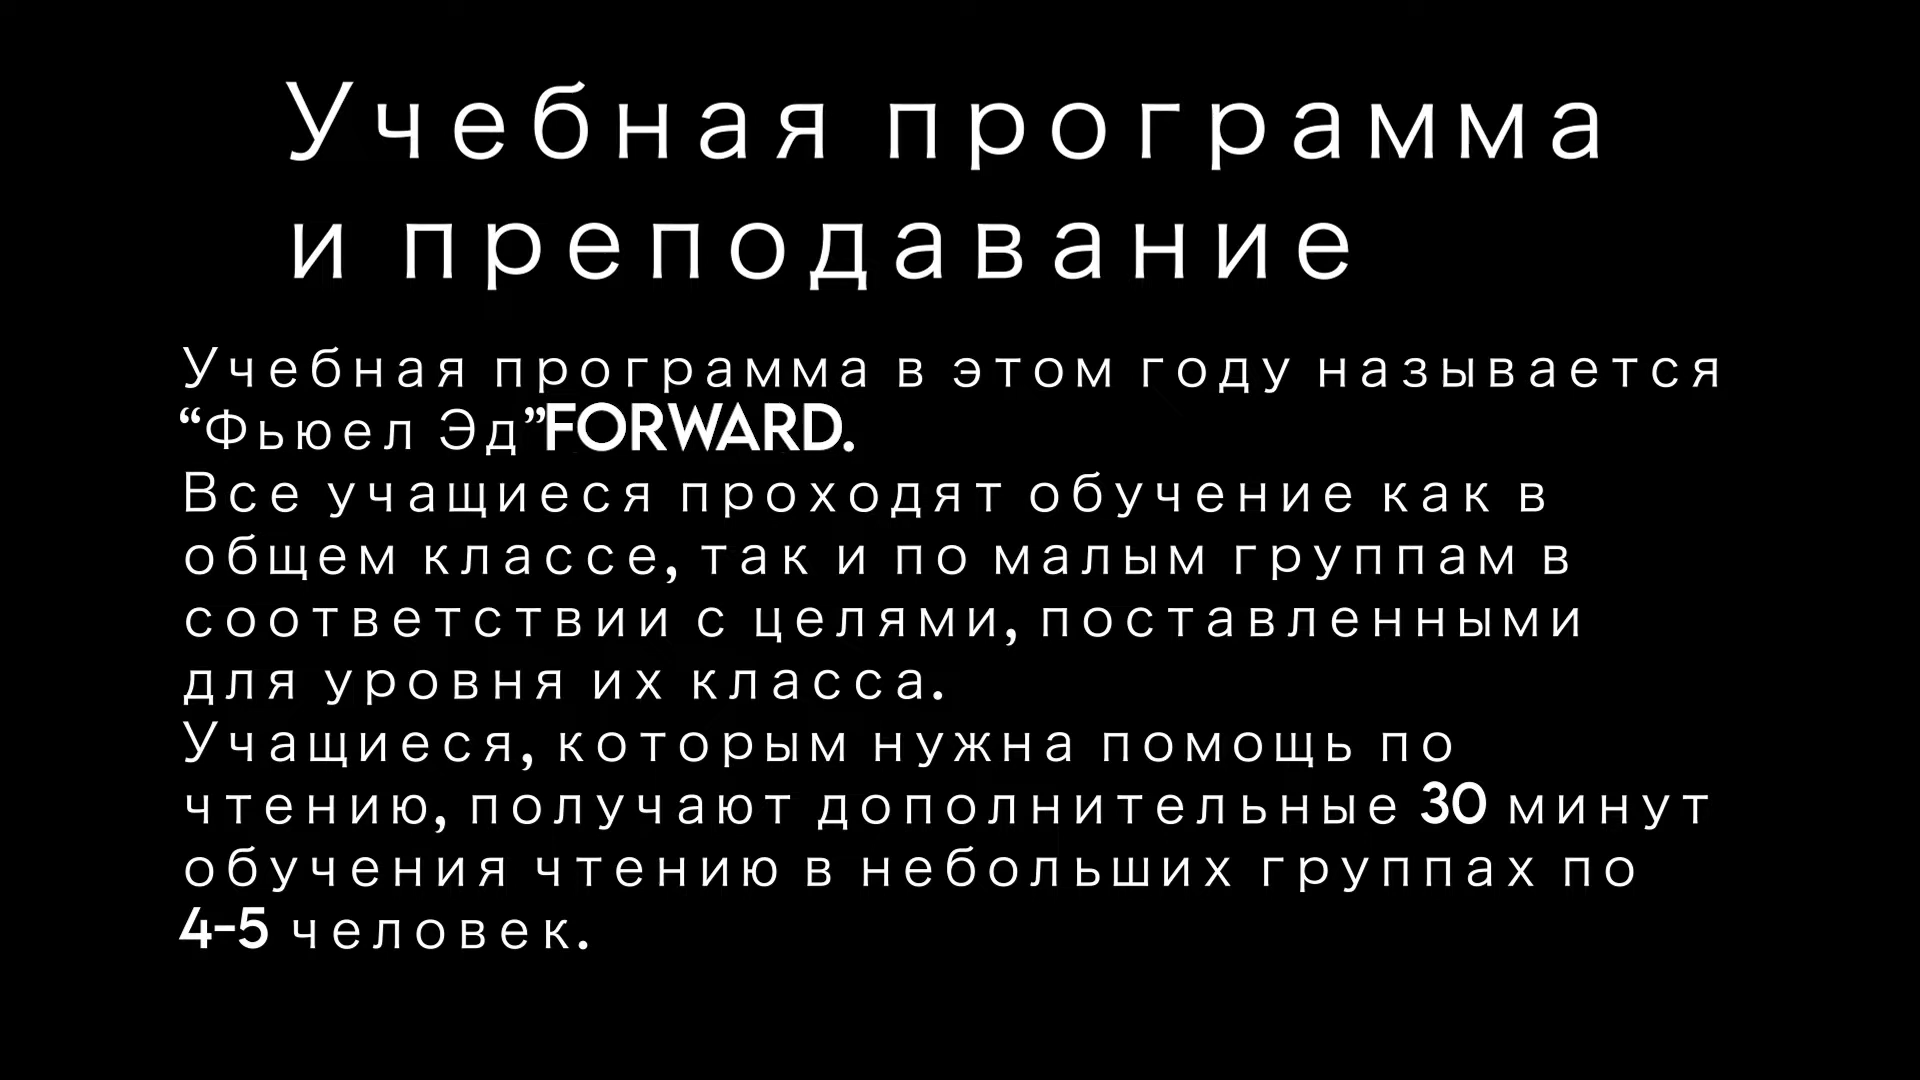 Учебная программа
и преподавание
Учебная программа в этом году называется
“Фьюел Эд”FORWARD.
Все учащиеся проходят обучение как в
общем классе, так и по малым группам в
соответствии с целями, поставленными
для уровня их класса.
Учащиеся, которым нужна помощь по
чтению, получают дополнительные 30 минут
обучения чтению в небольших группах по
4-5 человек.